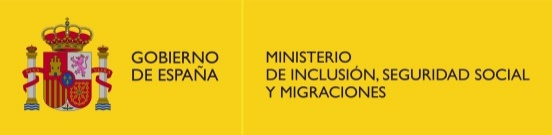 GOBIERNO
DE ESPAÑA
MINISTERIO
DE INCLUSIÓN, SEGURIDAD SOCIAL
Y MIGRACIONES